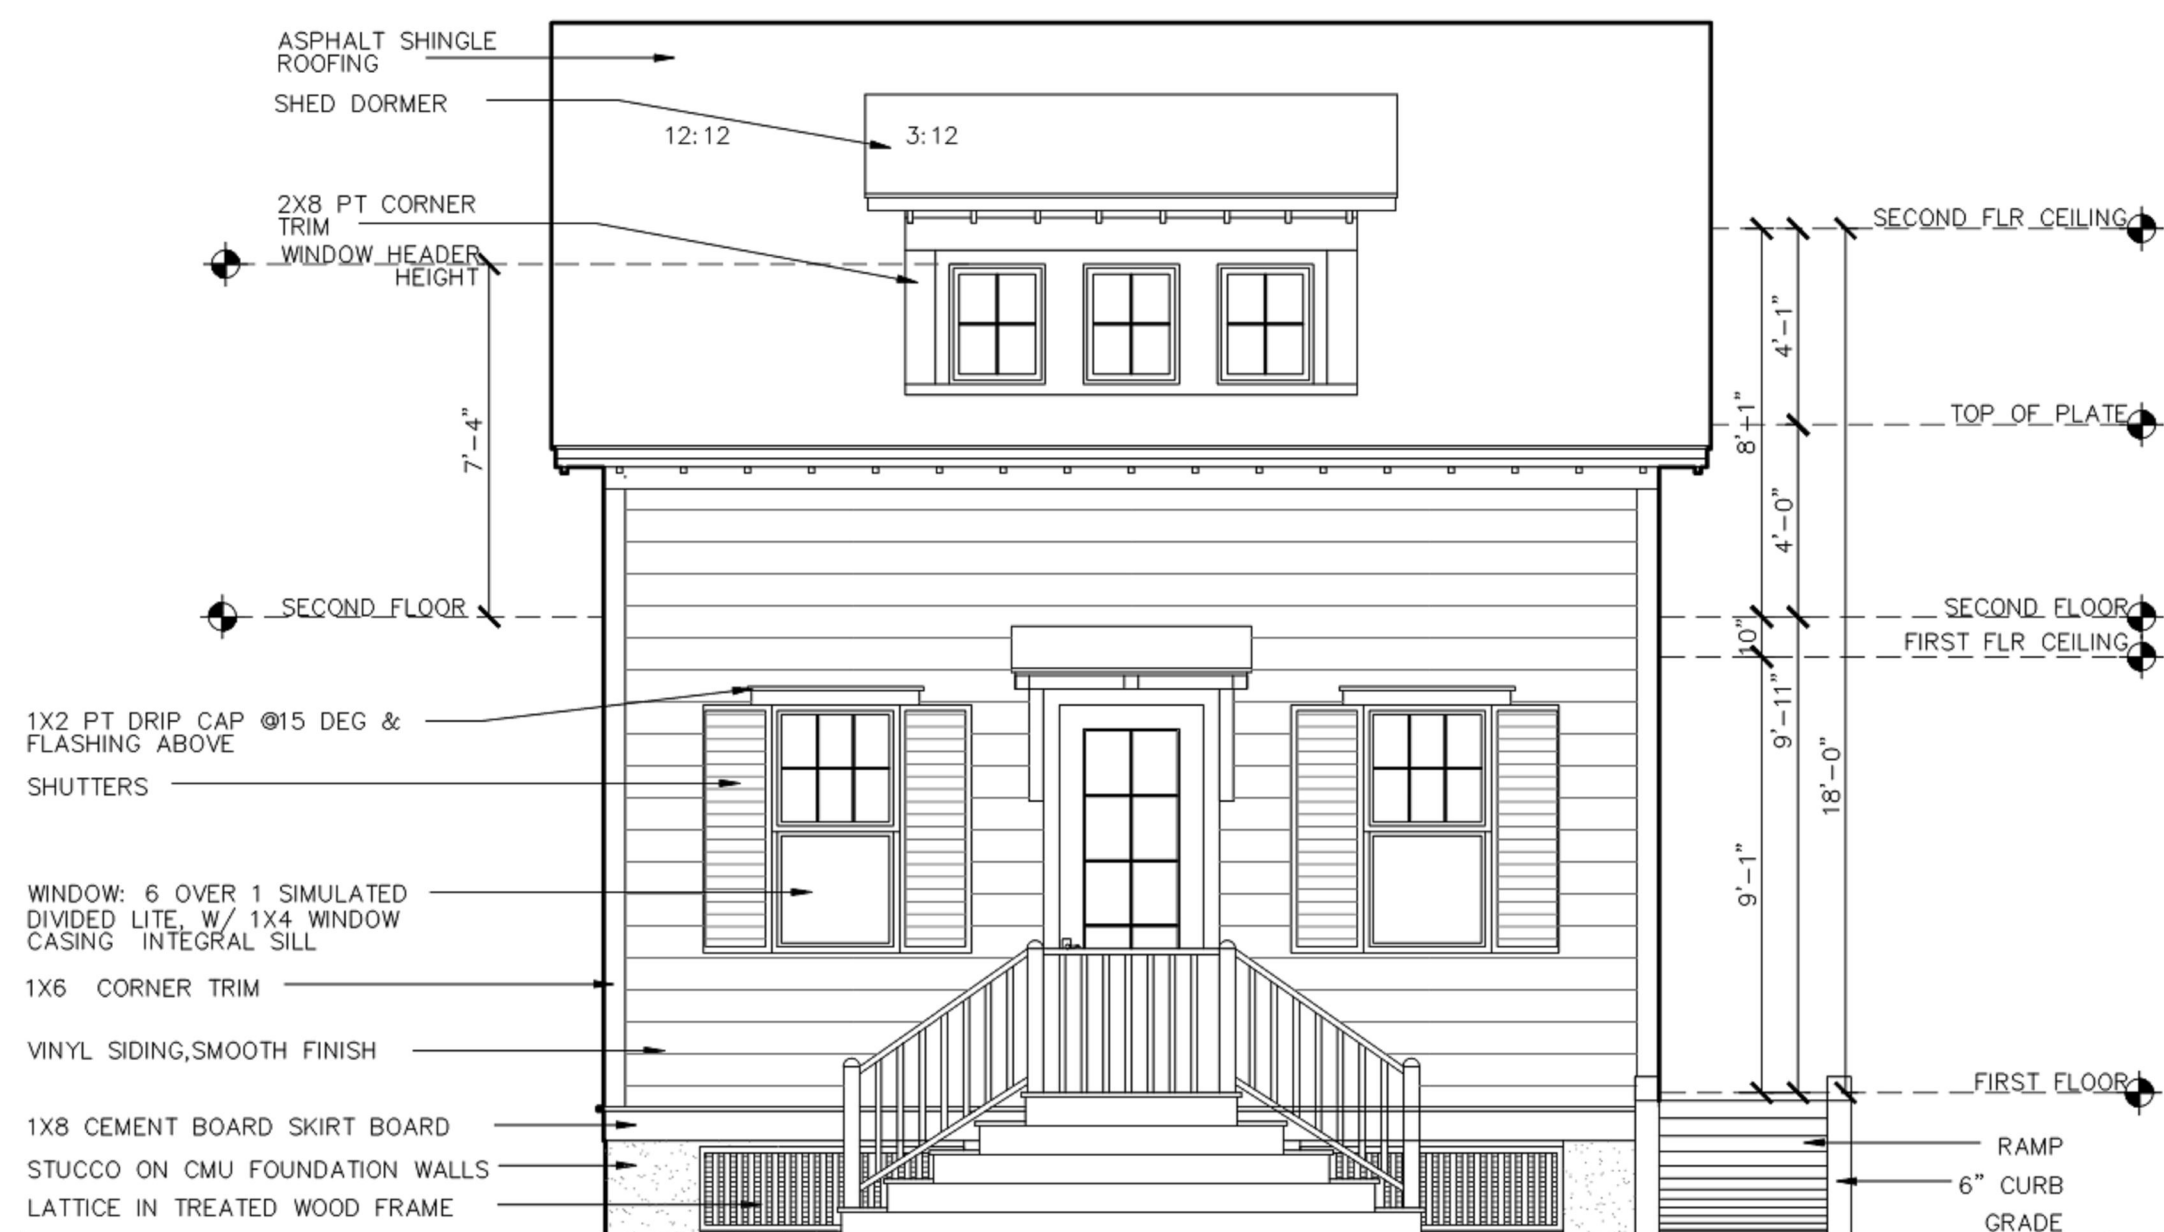 ASPHALT SHINGLE
ROOFING
SHED DORMER
12:12
3:12
2X8 PT CORNER
TRIM
WINDOW HEADER
HEIGHT
7'-4"
SECOND FLOOR
1X2 PT DRIP CAP @15 DEG &
FLASHING ABOVE
SHUTTERS
WINDOW: 6 OVER 1 SIMULATED
DIVIDED LITE, W/ 1X4 WINDOW
CASING INTEGRAL SILL
1X6 CORNER TRIM
VINYL SIDING,SMOOTH FINISH
1X8 CEMENT BOARD SKIRT BOARD
STUCCO ON CMU FOUNDATION WALLS
LATTICE IN TREATED WOOD FRAME
SECOND FLR CEILING
4'-1"
8'-1"
TOP OF PLATE
4'-0"
SECOND FLOOR
10"
FIRST FLR CEILING
9'-11"
18'-0"
9'-1"
FIRST FLOOR
RAMP
6" CURB
GRADE